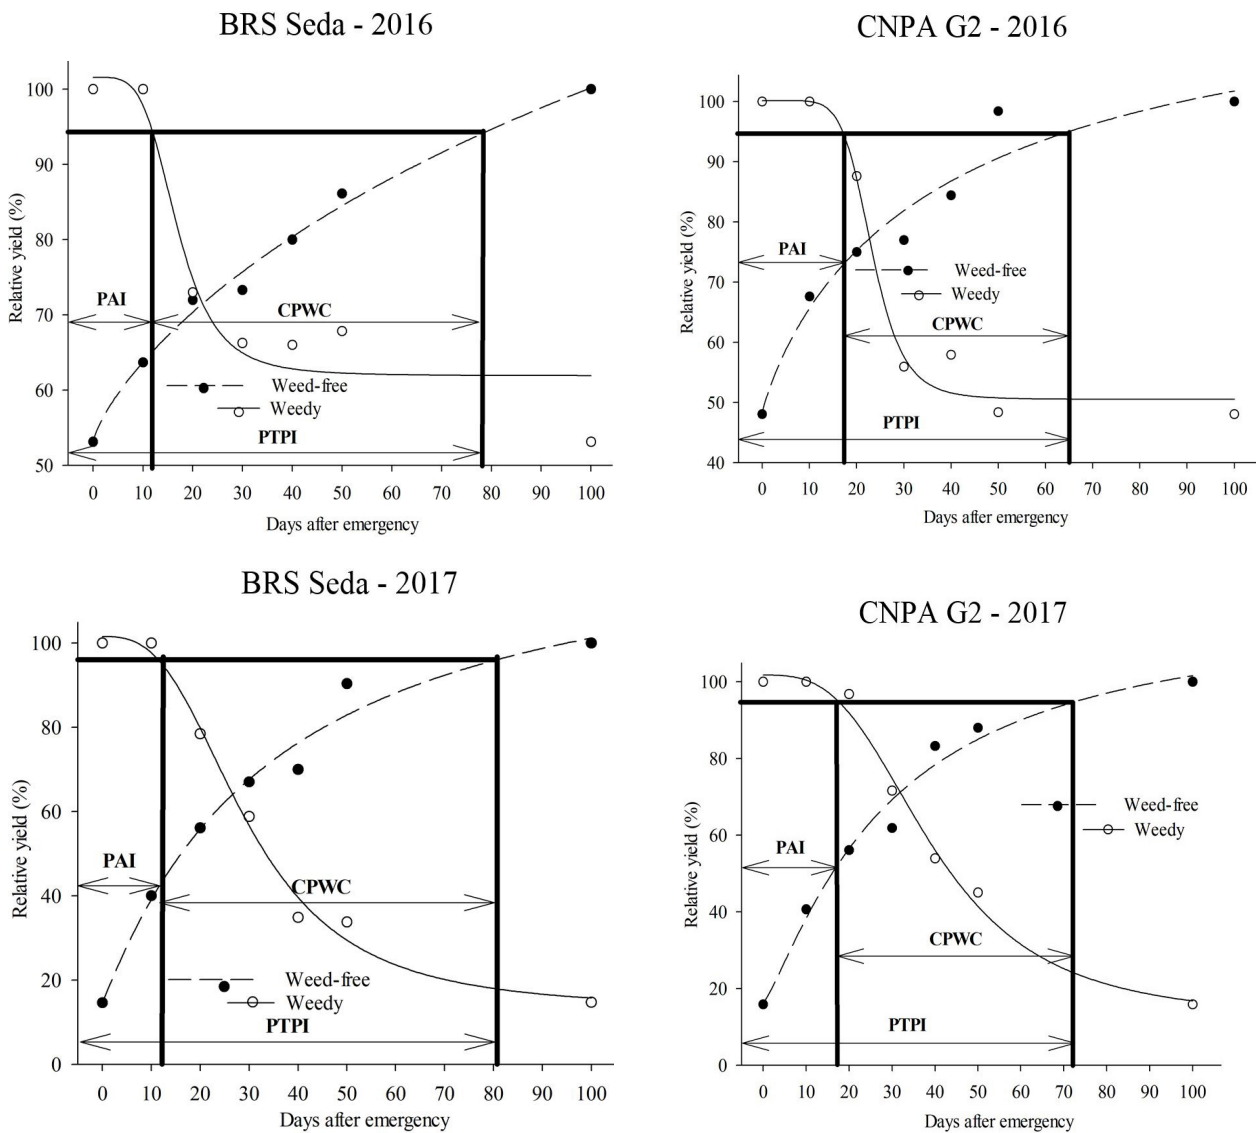 BRS Seda - 2016
Relative yield (%)
100
90
80
70
60
50
PAI
CPWC
Weed-free
Weedy
PTPI
0 10 20 30 40 50 60 70 80 90 100
Days after emergency
CNPA G2 - 2016
Relative yield (%)
100
90
80
70
60
50
40
PAI
Weed-free
Weedy
CPWC
PTPI
0 10 20 30 40 50 60 70 80 90 100
Days after emergency
BRS Seda - 2017
Relative yield (%)
100
80
60
40
20
0
PAI
CPWC
Weed-free
Weedy
PTPI
0 10 20 30 40 50 60 70 80 90 100
Days after emergency
CNPA G2 - 2017
Relative yield (%)
100
80
60
40
20
0
Weed-free
Weedy
PAI
CPWC
PTPI
0 10 20 30 40 50 60 70 80 90 100
Days after emergency